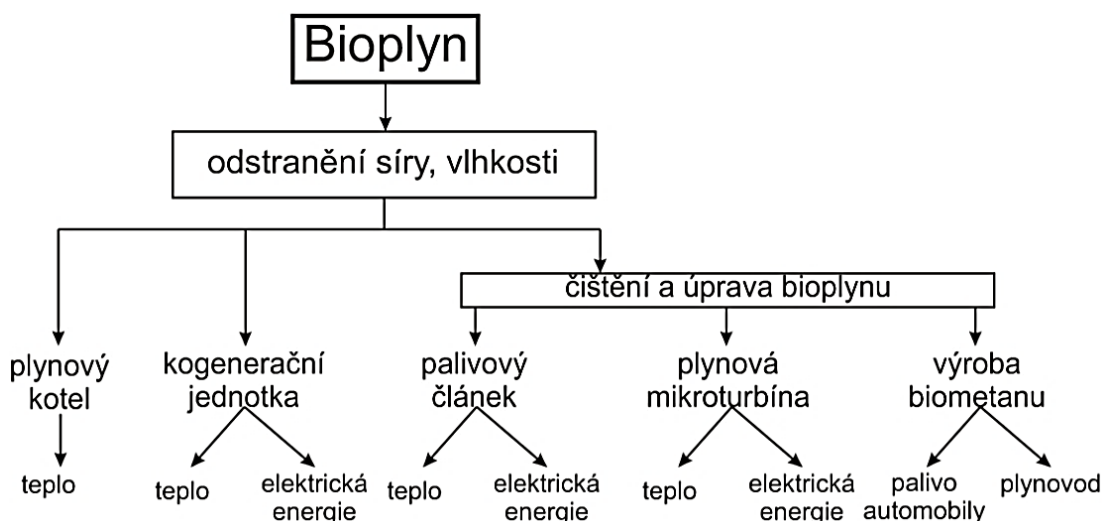 Bioplyn
odstranění síry, vlhkosti
čištění a úprava bioplynu
plynový
kotel
kogenerační
jednotka
palivový
článek
plynová
mikroturbína
výroba
biometanu
teplo
teplo
elektrická
energie
teplo
elektrická
energie
teplo
elektrická
energie
palivo
automobily
plynovod